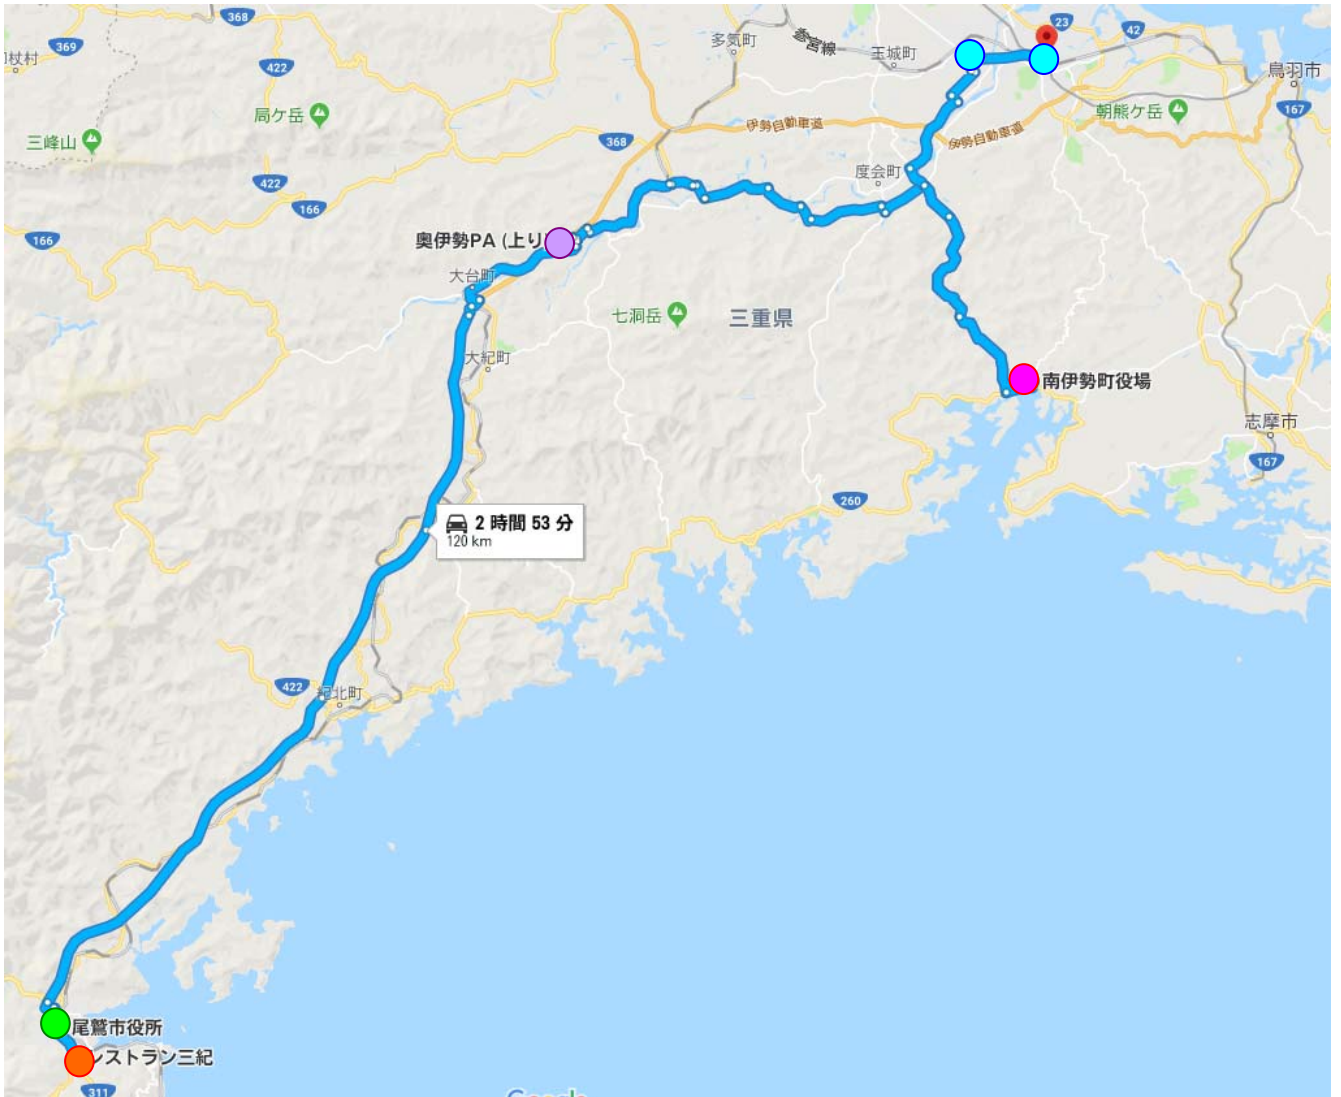 368
23
42
369
多気町
参宮線
玉城町
422
鳥羽市
局ケ岳
167
朝熊ケ岳
伊勢自動車道
伊勢自動車道
三峰山
368
度会町
422
166
166
奥伊勢PA (上り
大台町
七洞岳
三重県
大紀町
南伊勢町役場
志摩市
167
260
2 時間 53 分
120 km
422
紀北町
尾鷲市役所
レストラン三紀
311